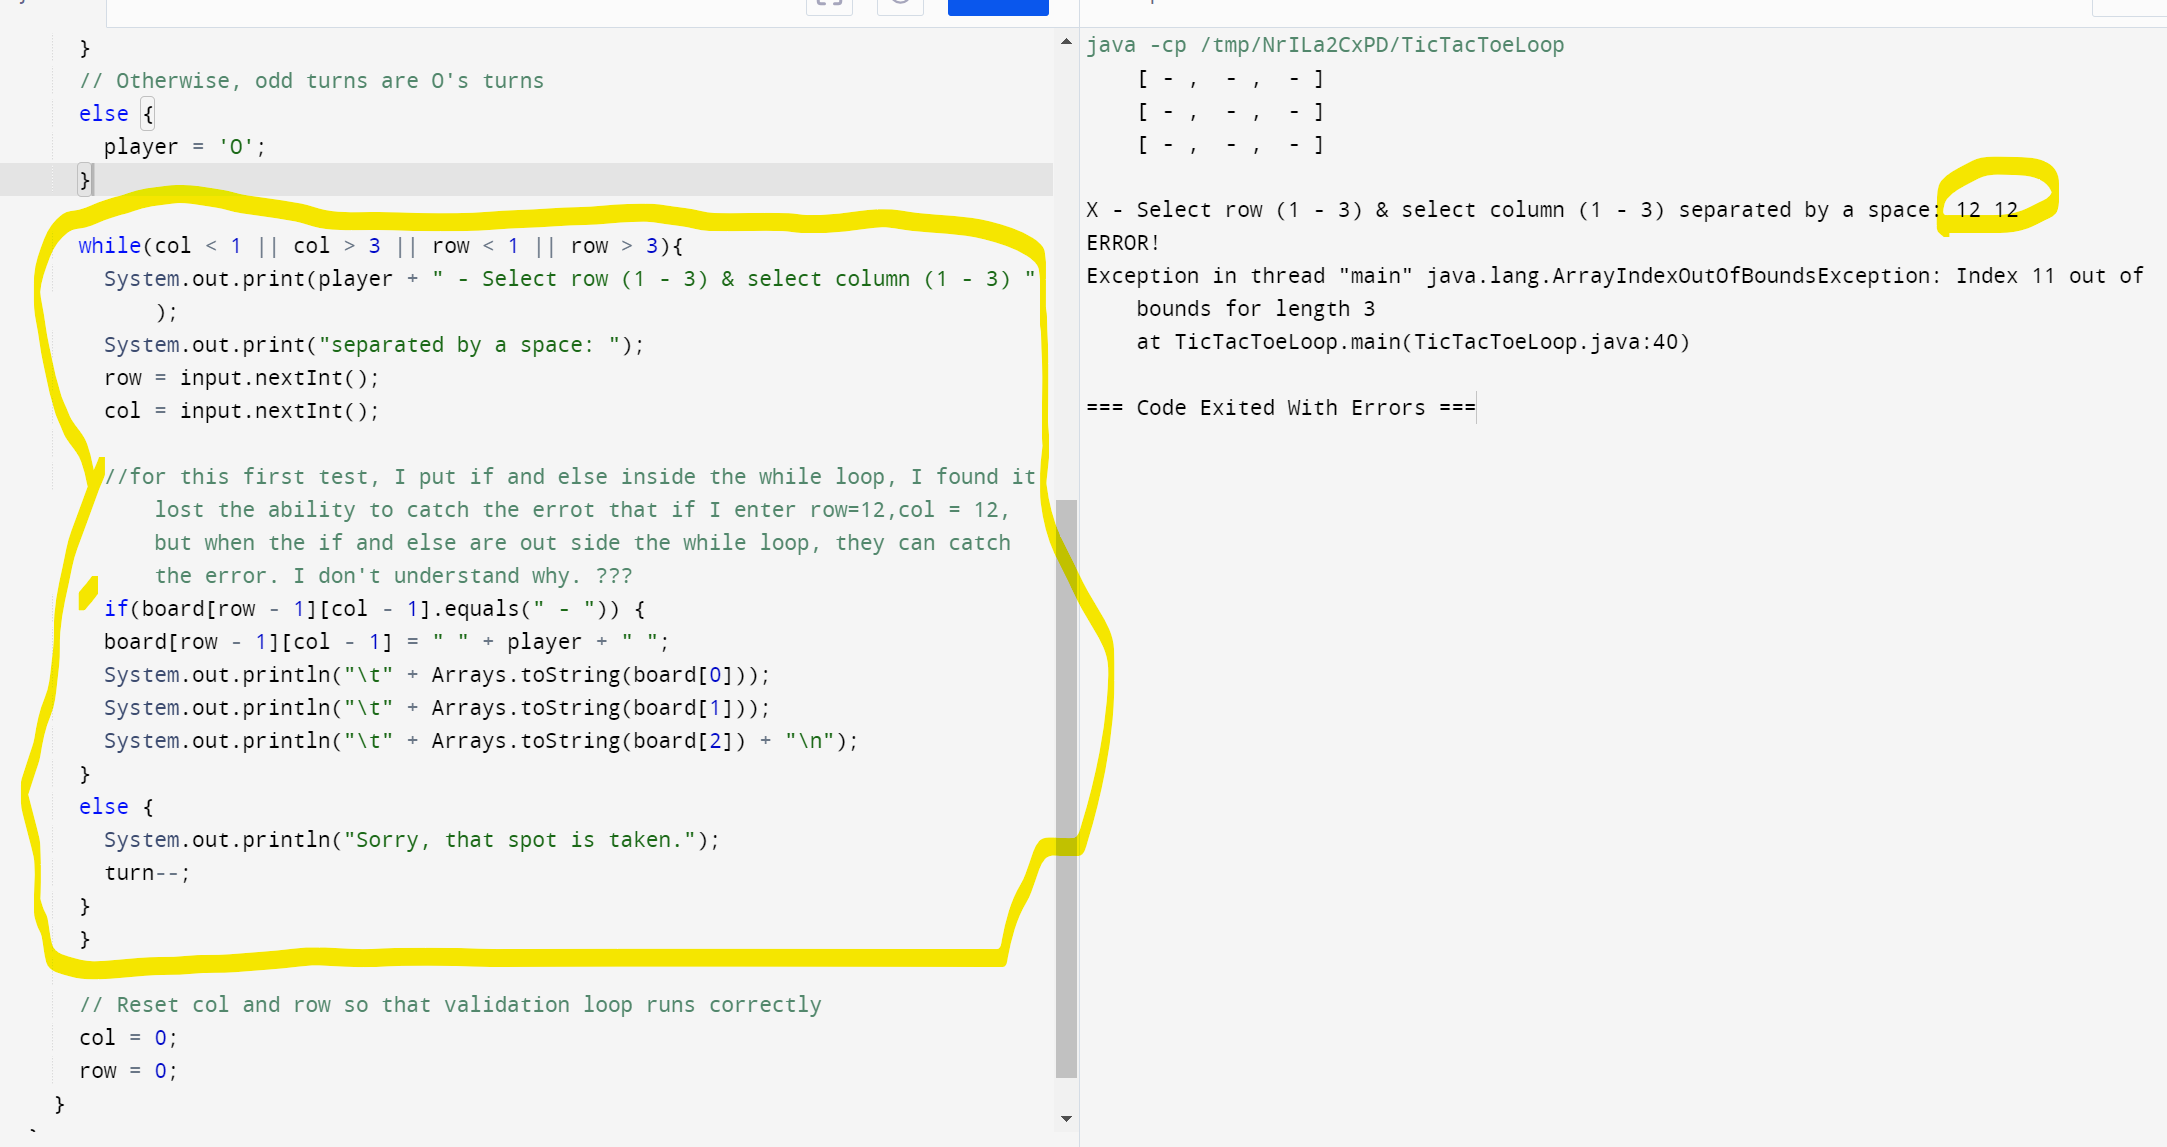 }
// Otherwise, odd turns are O's turns
else {
player = 'O';
}
while(col < 1 || col > 3 || row < 1 || row > 3){
System.out.print(player + " - Select row (1 - 3) & select column (1 - 3) "
);
System.out.print("separated by a space: ");
row = input.nextInt();
col = input.nextInt();
//for this first test, I put if and else inside the while loop, I found it
lost the ability to catch the errot that if I enter row=12,col = 12,
but when the if and else are out side the while loop, they can catch
the error. I don't understand why. ???
if(board[row - 1][col - 1].equals(" - ")) {
board[row - 1][col - 1] = " " + player + " ";
System.out.println("\t" + Arrays.toString(board[0]));
System.out.println("\t" + Arrays.toString(board[1]));
System.out.println("\t" + Arrays.toString(board[2]) + "\n");
}
else {
System.out.println("Sorry, that spot is taken.");
turn--;
}
}
// Reset col and row so that validation loop runs correctly
col = 0;
row = 0;
}
java -cp /tmp/NrILa2CxPD/TicTacToeLoop
[ - ,  - ,  - ]
[ - ,  - ,  - ]
[ - ,  - ,  - ]
X - Select row (1 - 3) & select column (1 - 3) separated by a space: 12 12
ERROR!
Exception in thread "main" java.lang.ArrayIndexOutOfBoundsException: Index 11 out of
bounds for length 3
at TicTacToeLoop.main(TicTacToeLoop.java:40)
=== Code Exited With Errors ===